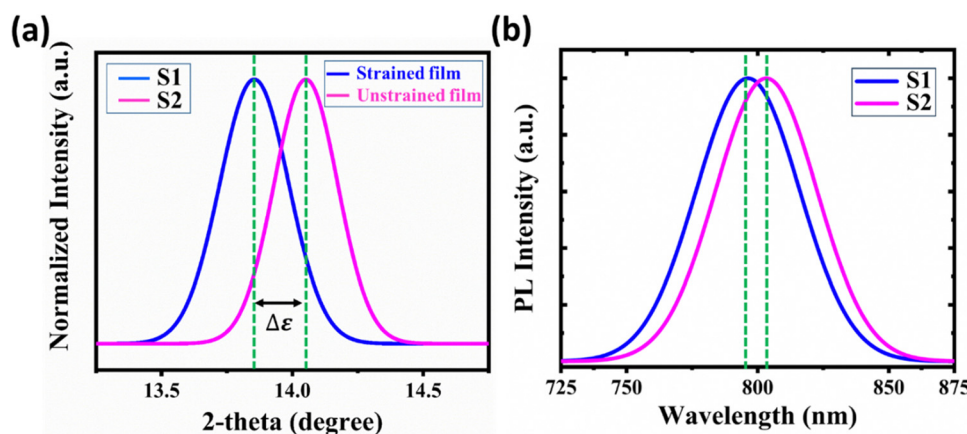 (a)
Normalized Intensity (a.u.)
S1
S2
Strained film
Unstrained film
Δε
13.5 14.0 14.5
2-theta (degree)
(b)
PL Intensity (a.u.)
S1
S2
725 750 775 800 825 850 875
Wavelength (nm)